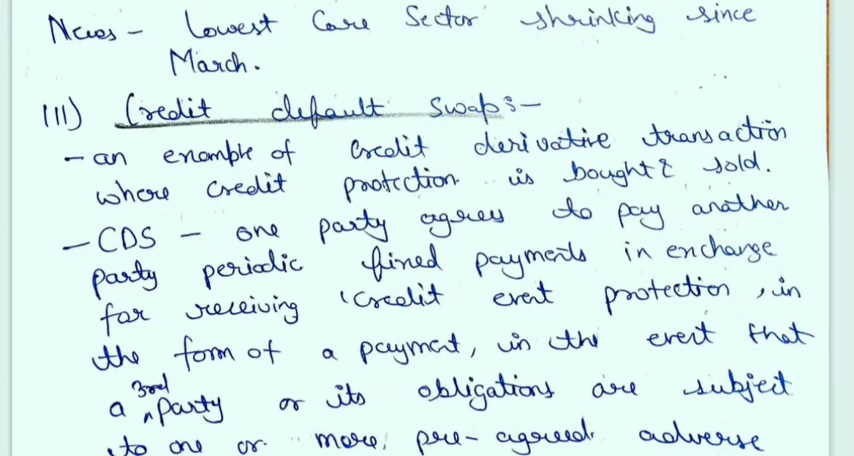 News - Lowest Core Sector shrinking since
March.
III) Credit default swaps:-
- an example of credit derivative transaction
where credit protection is bought & sold.
- CDS - one party agrees to pay another
party periodic fixed payments in exchange
for receiving 'credit event protection, in
the form of a payment, in the event that
a 3rd party or its obligations are subject
to one or more, pre-agreed adverse